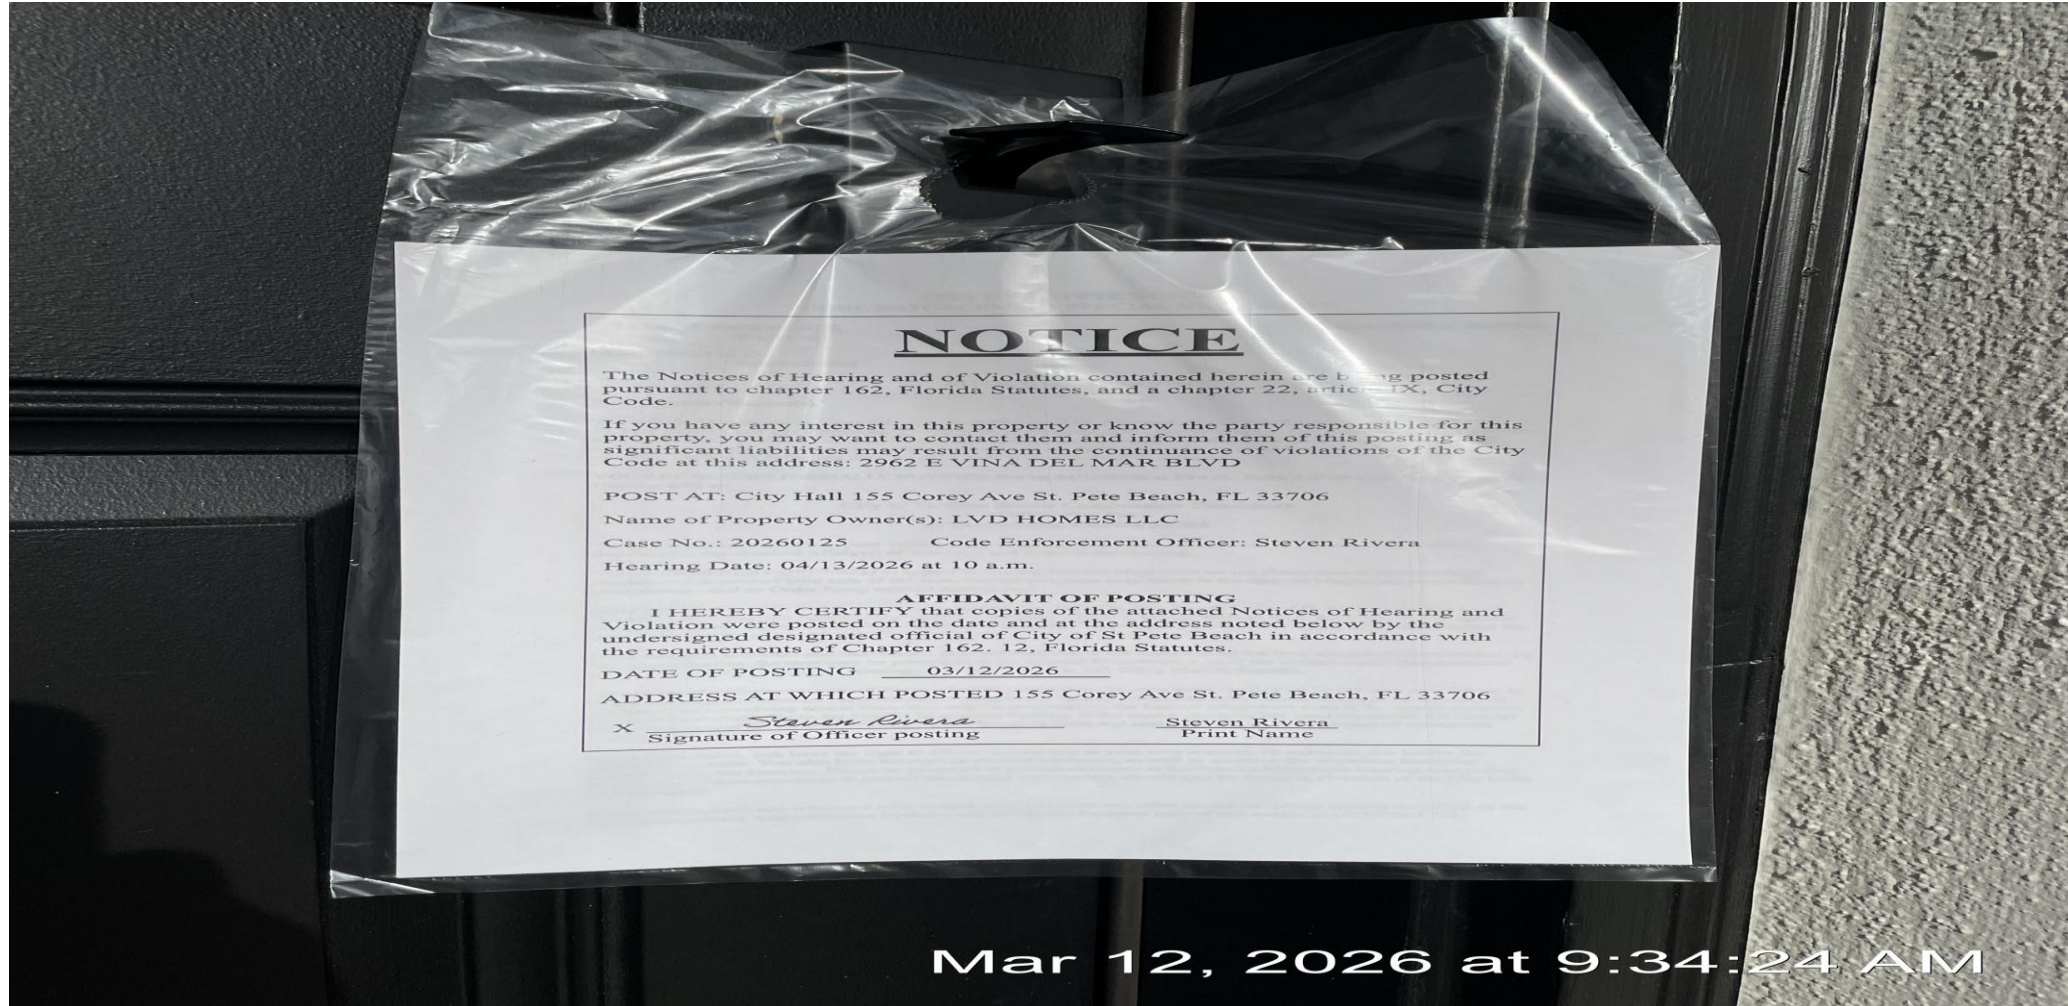 NOTICE
The Notices of Hearing and of Violation contained herein are being posted
pursuant to chapter 162, Florida Statutes, and a chapter 22, article IX, City
Code.
If you have any interest in this property or know the party responsible for this
property, you may want to contact them and inform them of this posting as
significant liabilities may result from the continuance of violations of the City
Code at this address: 2962 E VINA DEL MAR BLVD
POST AT: City Hall 155 Corey Ave St. Pete Beach, FL 33706
Name of Property Owner(s): LVD HOMES LLC
Case No.: 20260125 Code Enforcement Officer: Steven Rivera
Hearing Date: 04/13/2026 at 10 a.m.
AFFIDAVIT OF POSTING
I HEREBY CERTIFY that copies of the attached Notices of Hearing and
Violation were posted on the date and at the address noted below by the
undersigned designated official of City of St Pete Beach in accordance with
the requirements of Chapter 162. 12, Florida Statutes.
DATE OF POSTING 03/12/2026
ADDRESS AT WHICH POSTED 155 Corey Ave St. Pete Beach, FL 33706
X Steven Rivera Steven Rivera
Signature of Officer posting Print Name
Mar 12, 2026 at 9:34:24 AM